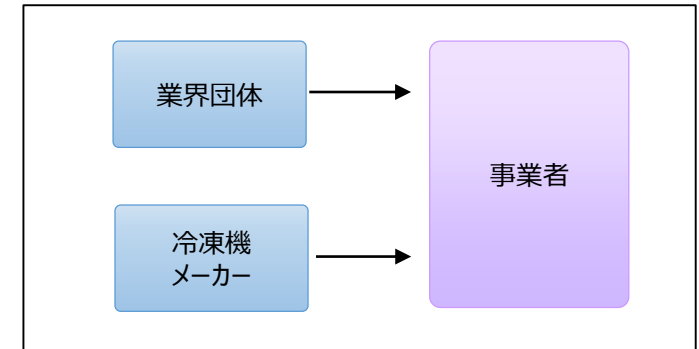 業界団体
事業者
冷凍機
メーカー